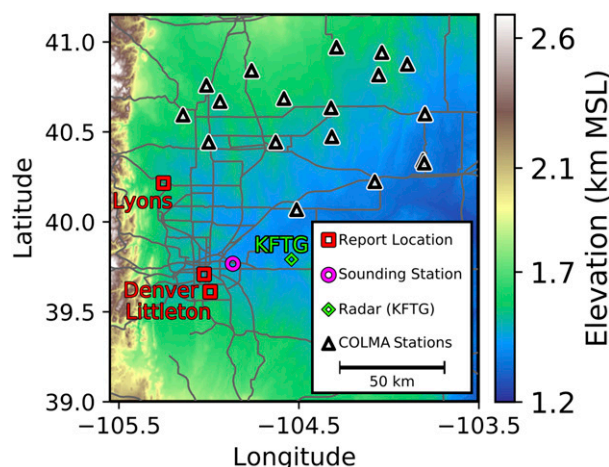 41.0
40.5
40.0
39.5
39.0
Latitude
−105.5
−104.5
−103.5
Longitude
Lyons
KFTG
Denver
Littleton
Report Location
Sounding Station
Radar (KFTG)
COLMA Stations
50 km
2.6
2.1
1.7
1.2
Elevation (km MSL)